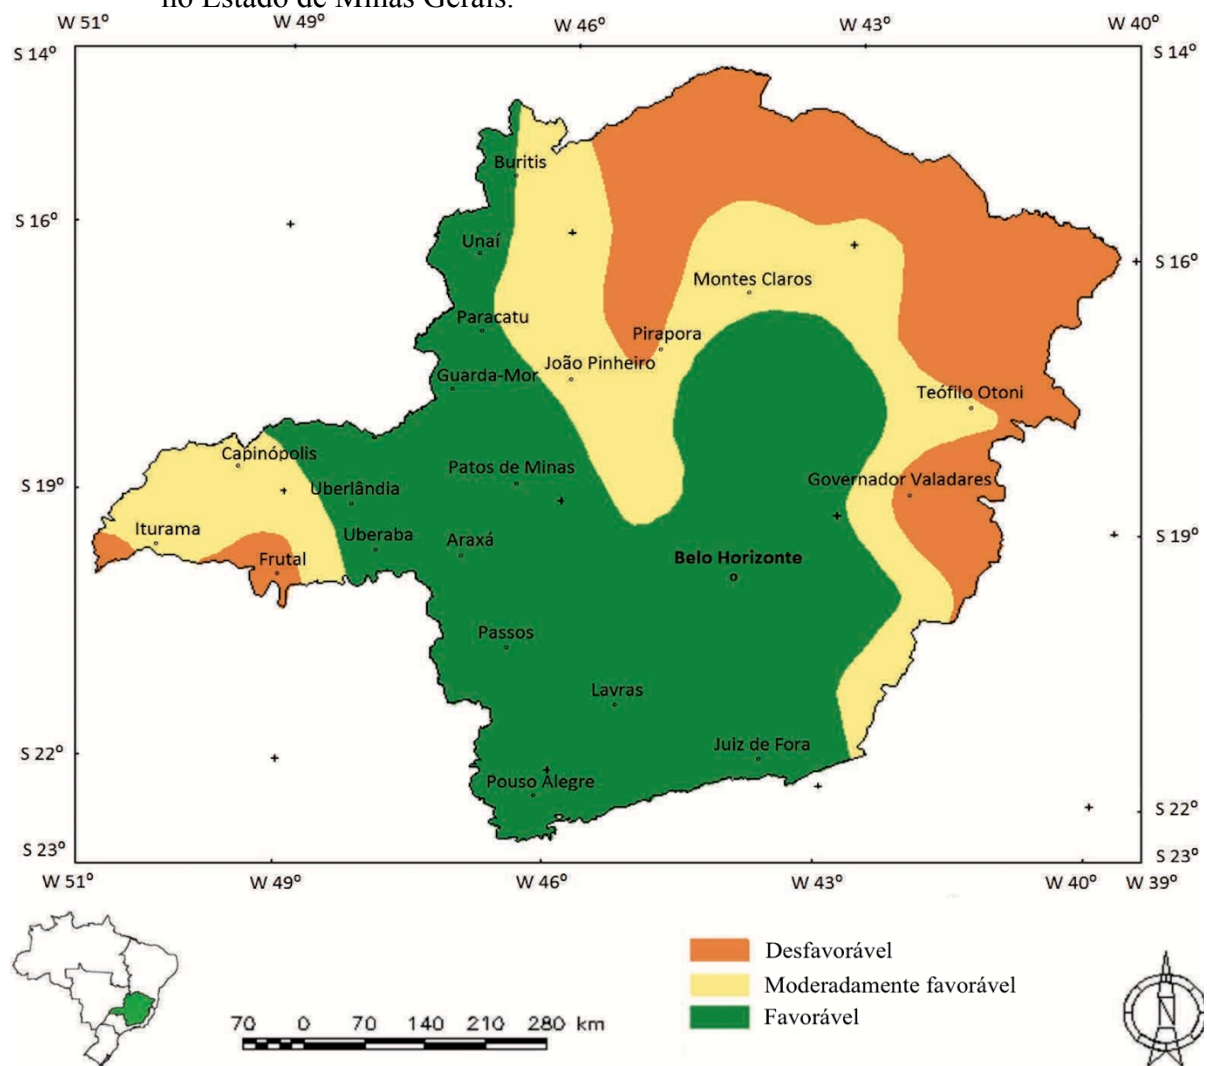 no Estado de Minas Gerais.
W 51° W 49° W 46° W 43° W 40°
S 14° S 14°
Buritis
S 16°
Unaí
S 16°
Montes Claros
Paracatu
Pirapora
João Pinheiro
Guarda-Mor
Teófilo Otoni
Capinópolis
Patos de Minas
Governador Valadares
S 19°
Uberlândia
Iturama
Uberaba
Araxá
S 19°
Frutal
Belo Horizonte
Passos
Lavras
Juiz de Fora
S 22°
Pouso Alegre
S 22°
S 23° S 23°
W 51° W 49° W 46° W 43° W 40° W 39°
Desfavorável
Moderadamente favorável
Favorável
70 0 70 140 210 280 km
N